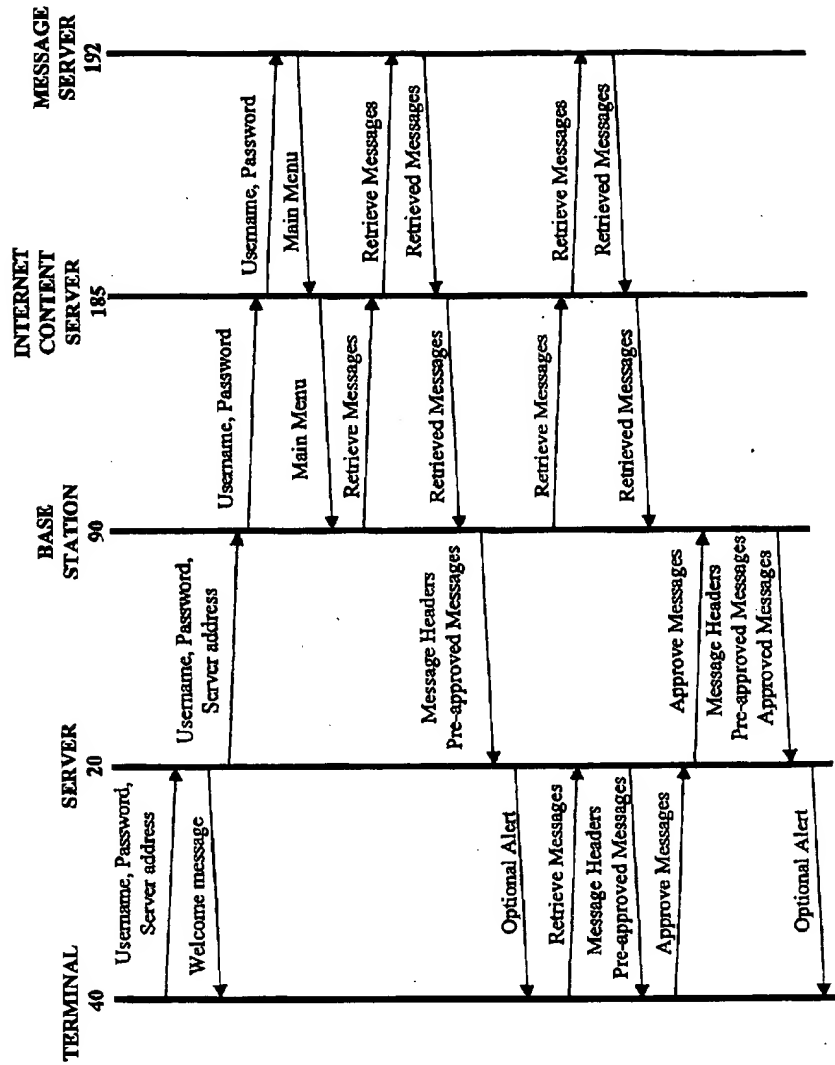 TERMINAL
40
SERVER
20
BASE
STATION
90
INTERNET
CONTENT
SERVER
185
MESSAGE
SERVER
192
Username, Password,
Server address
Welcome message
Username, Password,
Server address
Username, Password
Username, Password
Main Menu
Main Menu
Retrieve Messages
Retrieve Messages
Retrieved Messages
Retrieved Messages
Message Headers
Pre-approved Messages
Optional Alert
Retrieve Messages
Message Headers
Pre-approved Messages
Retrieve Messages
Retrieve Messages
Retrieved Messages
Retrieved Messages
Approve Messages
Approve Messages
Message Headers
Pre-approved Messages
Approved Messages
Optional Alert